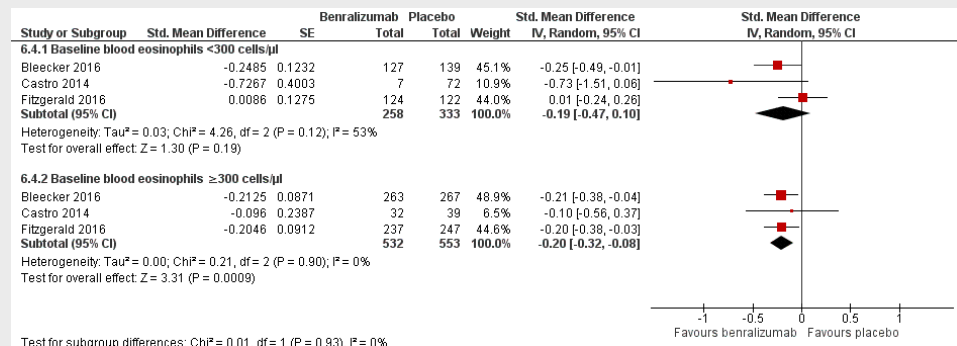 Benralizumab Placebo Std. Mean Difference Std. Mean Difference
Study or Subgroup Std. Mean Difference SE Total Total Weight IV, Random, 95% CI IV, Random, 95% CI
6.4.1 Baseline blood eosinophils <300 cells/µl
Bleecker 2016 -0.2485 0.1232 127 139 45.1% -0.25 [-0.49, -0.01]
Castro 2014 -0.7267 0.4003 7 72 10.9% -0.73 [-1.51, 0.06]
Fitzgerald 2016 0.0086 0.1275 124 122 44.0% 0.01 [-0.24, 0.26]
Subtotal (95% CI) 258 333 100.0% -0.19 [-0.47, 0.10]
Heterogeneity: Tau² = 0.03; Chi² = 4.26, df = 2 (P = 0.12); I² = 53%
Test for overall effect: Z = 1.30 (P = 0.19)
6.4.2 Baseline blood eosinophils ≥300 cells/µl
Bleecker 2016 -0.2125 0.0871 263 267 48.9% -0.21 [-0.38, -0.04]
Castro 2014 -0.096 0.2387 32 39 6.5% -0.10 [-0.56, 0.37]
Fitzgerald 2016 -0.2046 0.0912 237 247 44.6% -0.20 [-0.38, -0.03]
Subtotal (95% CI) 532 553 100.0% -0.20 [-0.32, -0.08]
Heterogeneity: Tau² = 0.00; Chi² = 0.21, df = 2 (P = 0.90); I² = 0%
Test for overall effect: Z = 3.31 (P = 0.0009)
-1 -0.5 0 0.5 1
Favours benralizumab Favours placebo
Test for subgroup differences: Chi² = 0.01, df = 1 (P = 0.93), I² = 0%